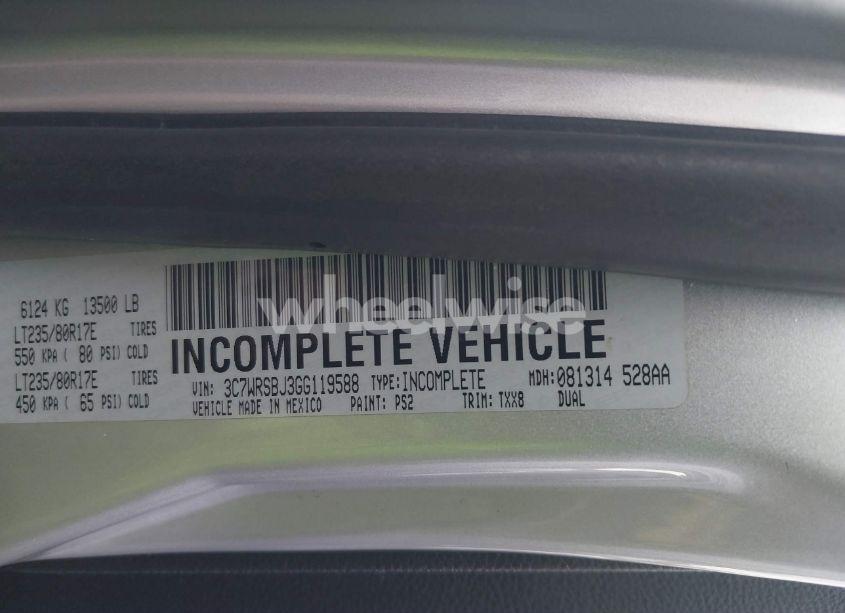 6124 KG 13500 LB
LT235/80R17E TIRES
550 KPA ( 80 PSI) COLD
LT235/80R17E TIRES
450 KPA ( 65 PSI) COLD
wheelwise
INCOMPLETE VEHICLE
VIN: 3C7WRSBJ3GG119588 TYPE: INCOMPLETE MDH: 081314 528AA
VEHICLE MADE IN MEXICO PAINT: PS2 TRIM: TXX8 DUAL